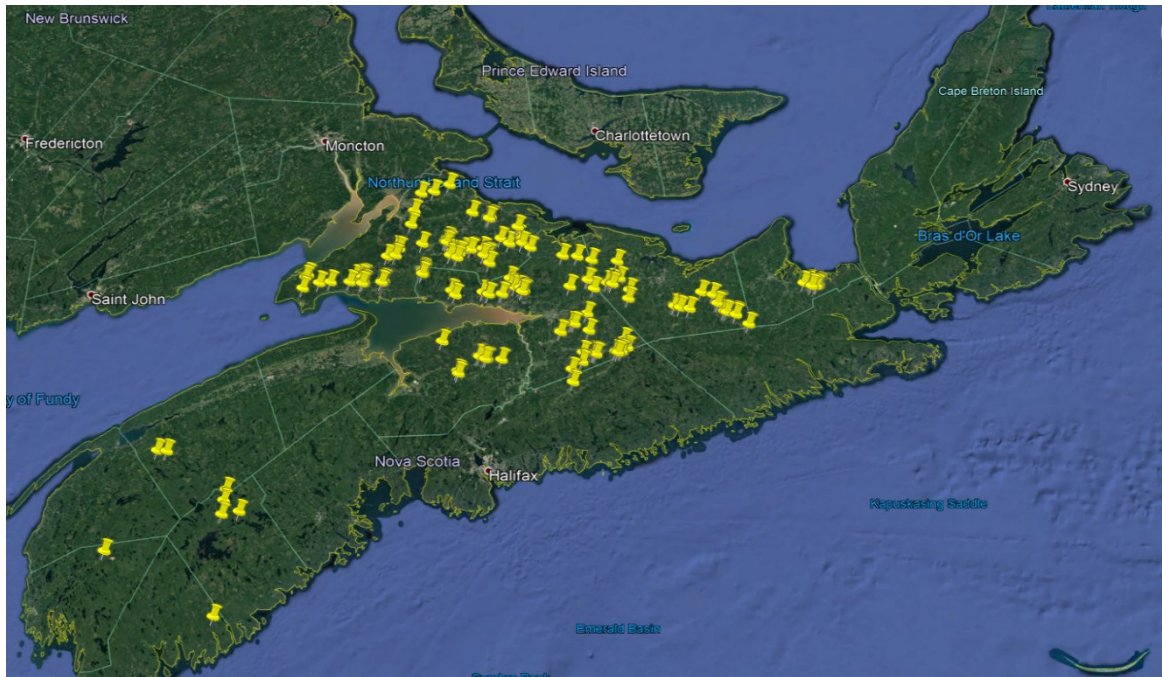 New Brunswick
Prince Edward Island
Cape Breton Island
Fredericton
Moncton
Charlottetown
Strait
Sydney
Bras d'Or Lake
Saint John
y of Fundy
Nova Scotia
Halifax
Kapuskasing Saddle
Emerald Basin